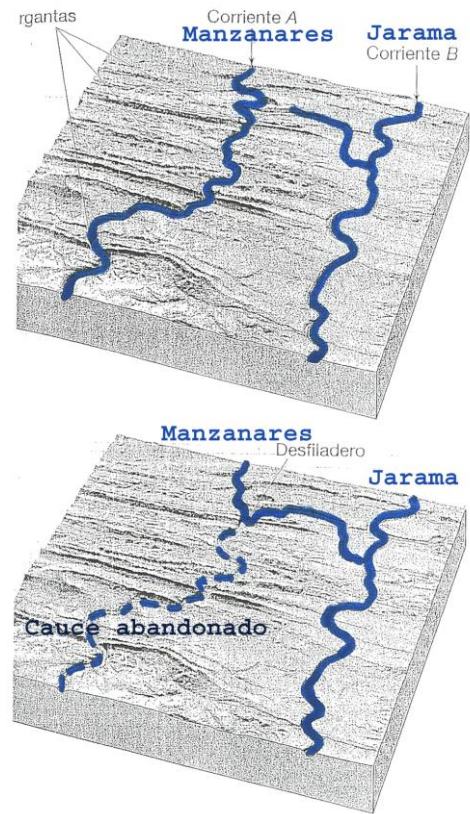 rgantas
Corriente A
Manzanares
Jarama
Corriente B
Manzanares
Desfiladero
Jarama
Cauce abandonado